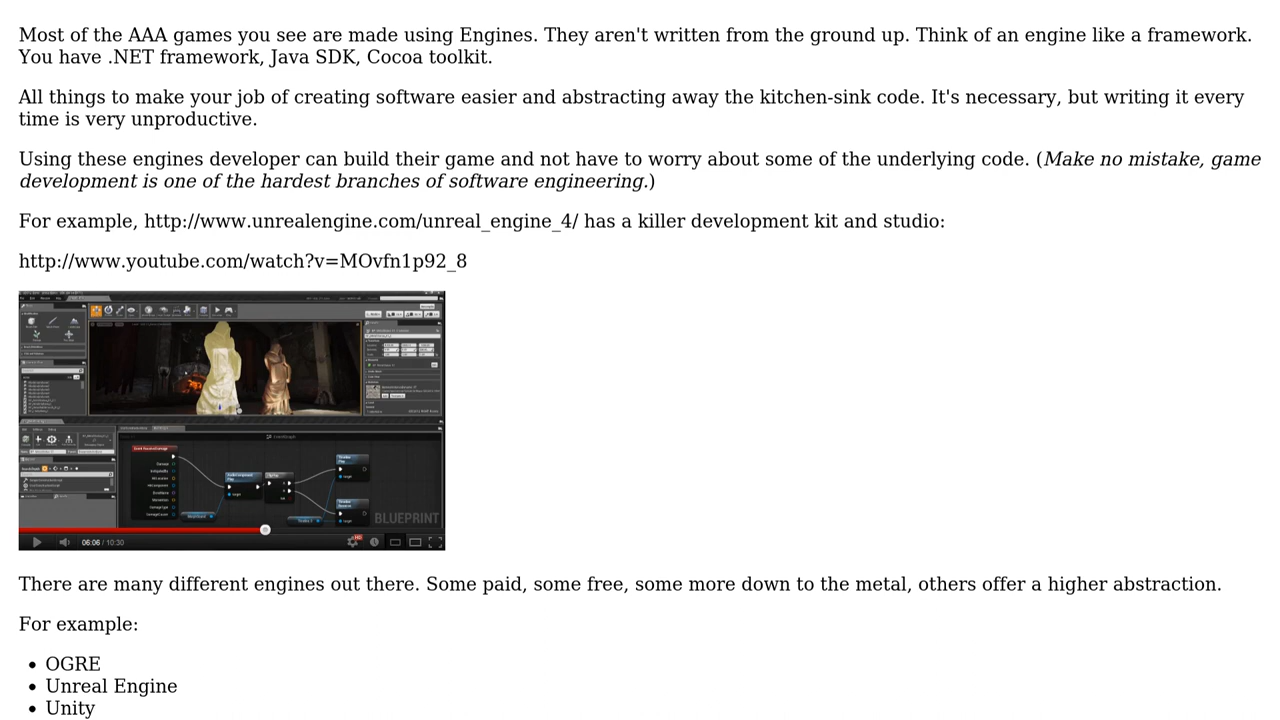 Most of the AAA games you see are made using Engines. They aren't written from the ground up. Think of an engine like a framework.
You have .NET framework, Java SDK, Cocoa toolkit.
All things to make your job of creating software easier and abstracting away the kitchen-sink code. It's necessary, but writing it every
time is very unproductive.
Using these engines developer can build their game and not have to worry about some of the underlying code. (Make no mistake, game
development is one of the hardest branches of software engineering.)
For example, http://www.unrealengine.com/unreal_engine_4/ has a killer development kit and studio:
http://www.youtube.com/watch?v=MOvfn1p92_8
BLUEPRINT
06:06 / 10:30
There are many different engines out there. Some paid, some free, some more down to the metal, others offer a higher abstraction.
For example:
• OGRE
• Unreal Engine
• Unity